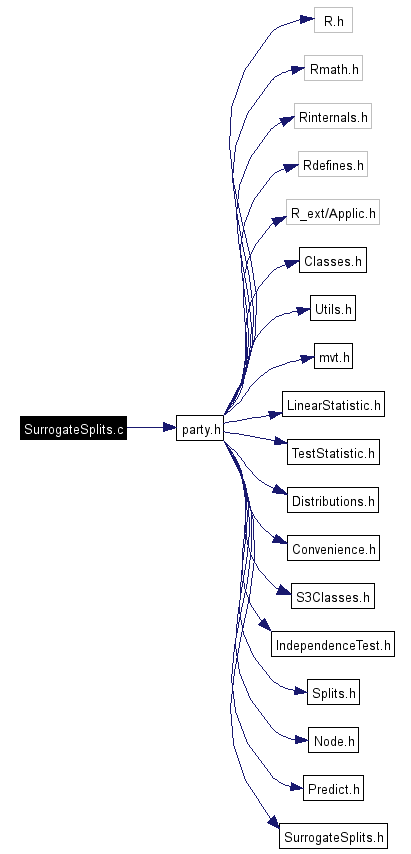 R.h
Rmath.h
Rinternals.h
Rdefines.h
R_ext/Applic.h
Classes.h
Utils.h
mvt.h
LinearStatistic.h
SurrogateSplits.c
party.h
TestStatistic.h
Distributions.h
Convenience.h
S3Classes.h
IndependenceTest.h
Splits.h
Node.h
Predict.h
SurrogateSplits.h